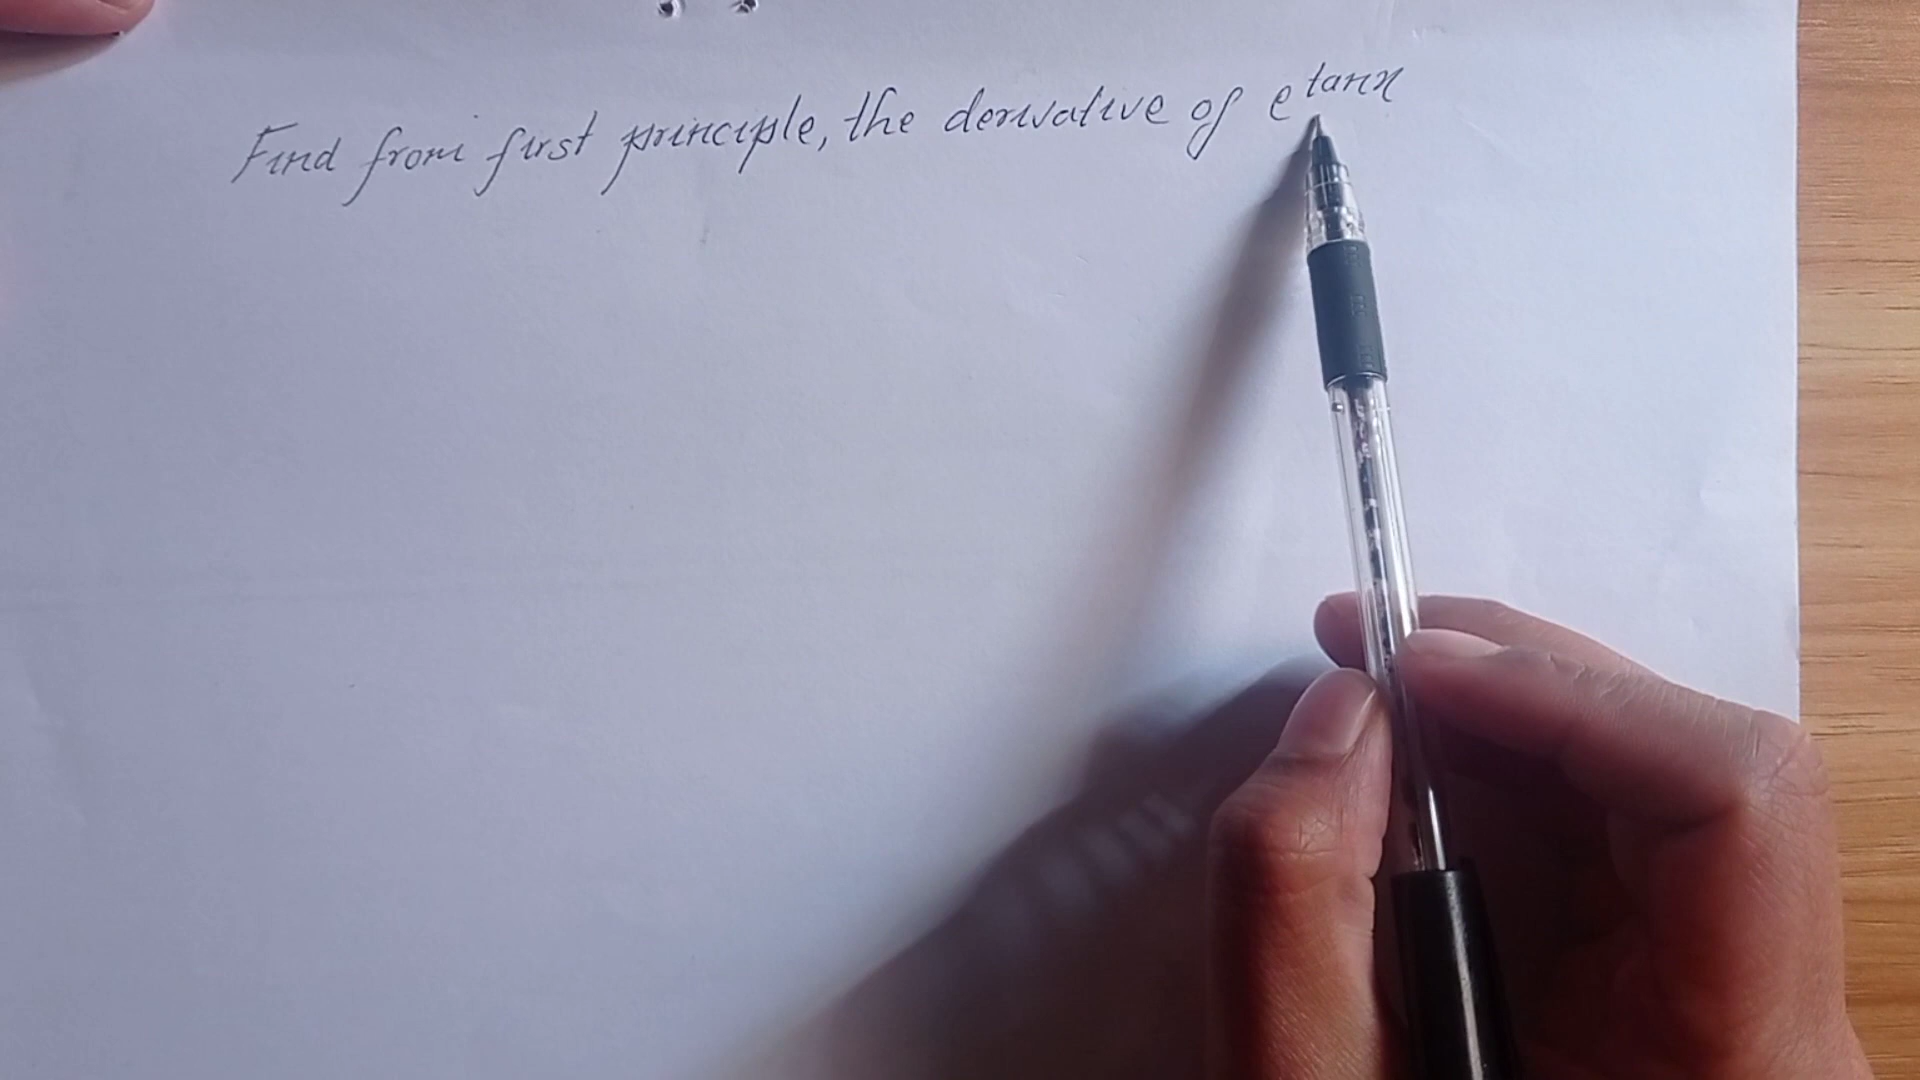 Find from first principle, the derivative of e^tanx